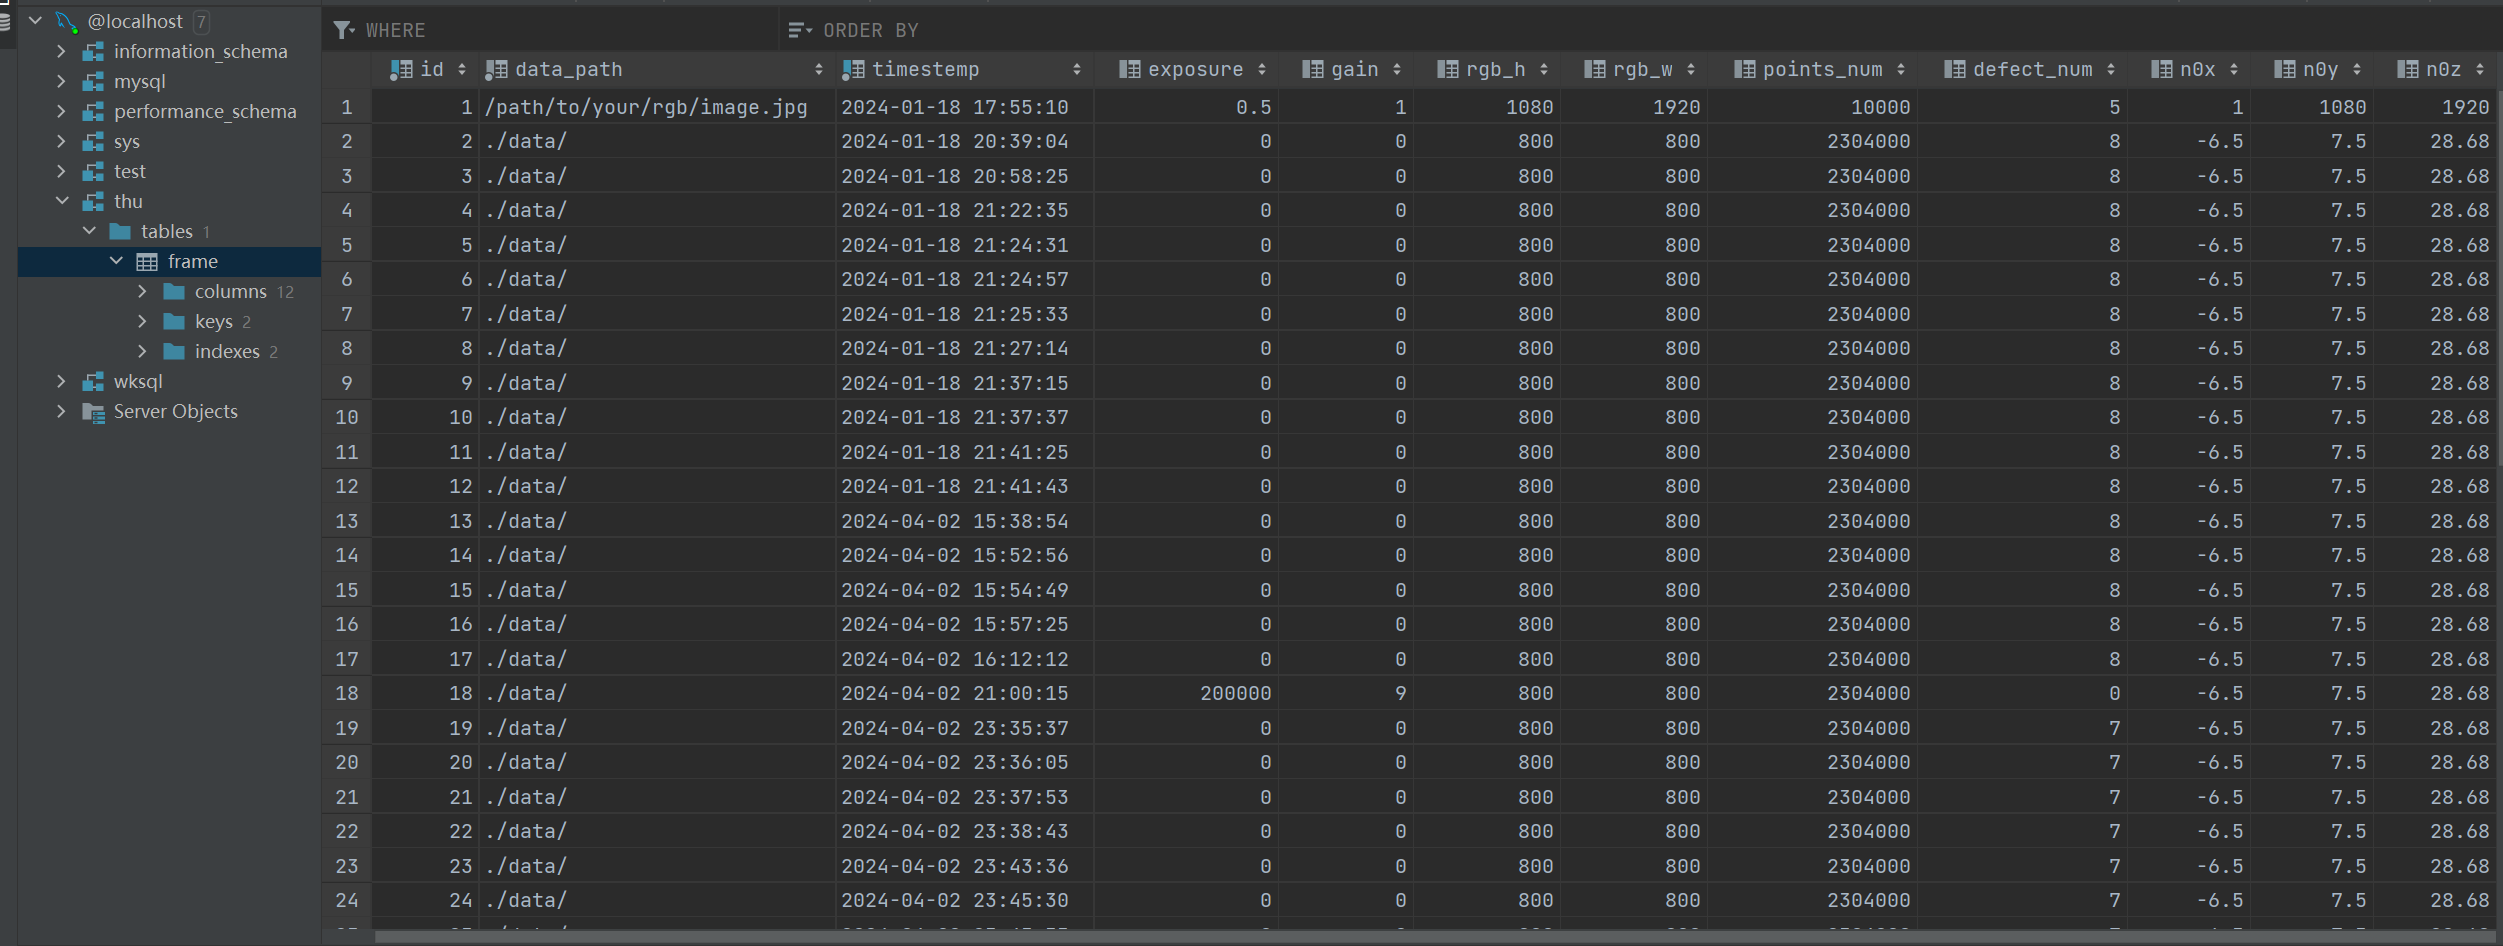 @localhost 7
information_schema
mysql
performance_schema
sys
test
thu
tables 1
frame
columns 12
keys 2
indexes 2
wksql
Server Objects
WHERE ORDER BY
id data_path timestemp exposure gain rgb_h rgb_w points_num defect_num n0x n0y n0z
1 1 /path/to/your/rgb/image.jpg 2024-01-18 17:55:10 0.5 1 1080 1920 10000 5 1 1080 1920
2 2 ./data/ 2024-01-18 20:39:04 0 0 800 800 2304000 8 -6.5 7.5 28.68
3 3 ./data/ 2024-01-18 20:58:25 0 0 800 800 2304000 8 -6.5 7.5 28.68
4 4 ./data/ 2024-01-18 21:22:35 0 0 800 800 2304000 8 -6.5 7.5 28.68
5 5 ./data/ 2024-01-18 21:24:31 0 0 800 800 2304000 8 -6.5 7.5 28.68
6 6 ./data/ 2024-01-18 21:24:57 0 0 800 800 2304000 8 -6.5 7.5 28.68
7 7 ./data/ 2024-01-18 21:25:33 0 0 800 800 2304000 8 -6.5 7.5 28.68
8 8 ./data/ 2024-01-18 21:27:14 0 0 800 800 2304000 8 -6.5 7.5 28.68
9 9 ./data/ 2024-01-18 21:37:15 0 0 800 800 2304000 8 -6.5 7.5 28.68
10 10 ./data/ 2024-01-18 21:37:37 0 0 800 800 2304000 8 -6.5 7.5 28.68
11 11 ./data/ 2024-01-18 21:41:25 0 0 800 800 2304000 8 -6.5 7.5 28.68
12 12 ./data/ 2024-01-18 21:41:43 0 0 800 800 2304000 8 -6.5 7.5 28.68
13 13 ./data/ 2024-04-02 15:38:54 0 0 800 800 2304000 8 -6.5 7.5 28.68
14 14 ./data/ 2024-04-02 15:52:56 0 0 800 800 2304000 8 -6.5 7.5 28.68
15 15 ./data/ 2024-04-02 15:54:49 0 0 800 800 2304000 8 -6.5 7.5 28.68
16 16 ./data/ 2024-04-02 15:57:25 0 0 800 800 2304000 8 -6.5 7.5 28.68
17 17 ./data/ 2024-04-02 16:12:12 0 0 800 800 2304000 8 -6.5 7.5 28.68
18 18 ./data/ 2024-04-02 21:00:15 200000 9 800 800 2304000 0 -6.5 7.5 28.68
19 19 ./data/ 2024-04-02 23:35:37 0 0 800 800 2304000 7 -6.5 7.5 28.68
20 20 ./data/ 2024-04-02 23:36:05 0 0 800 800 2304000 7 -6.5 7.5 28.68
21 21 ./data/ 2024-04-02 23:37:53 0 0 800 800 2304000 7 -6.5 7.5 28.68
22 22 ./data/ 2024-04-02 23:38:43 0 0 800 800 2304000 7 -6.5 7.5 28.68
23 23 ./data/ 2024-04-02 23:43:36 0 0 800 800 2304000 7 -6.5 7.5 28.68
24 24 ./data/ 2024-04-02 23:45:30 0 0 800 800 2304000 7 -6.5 7.5 28.68